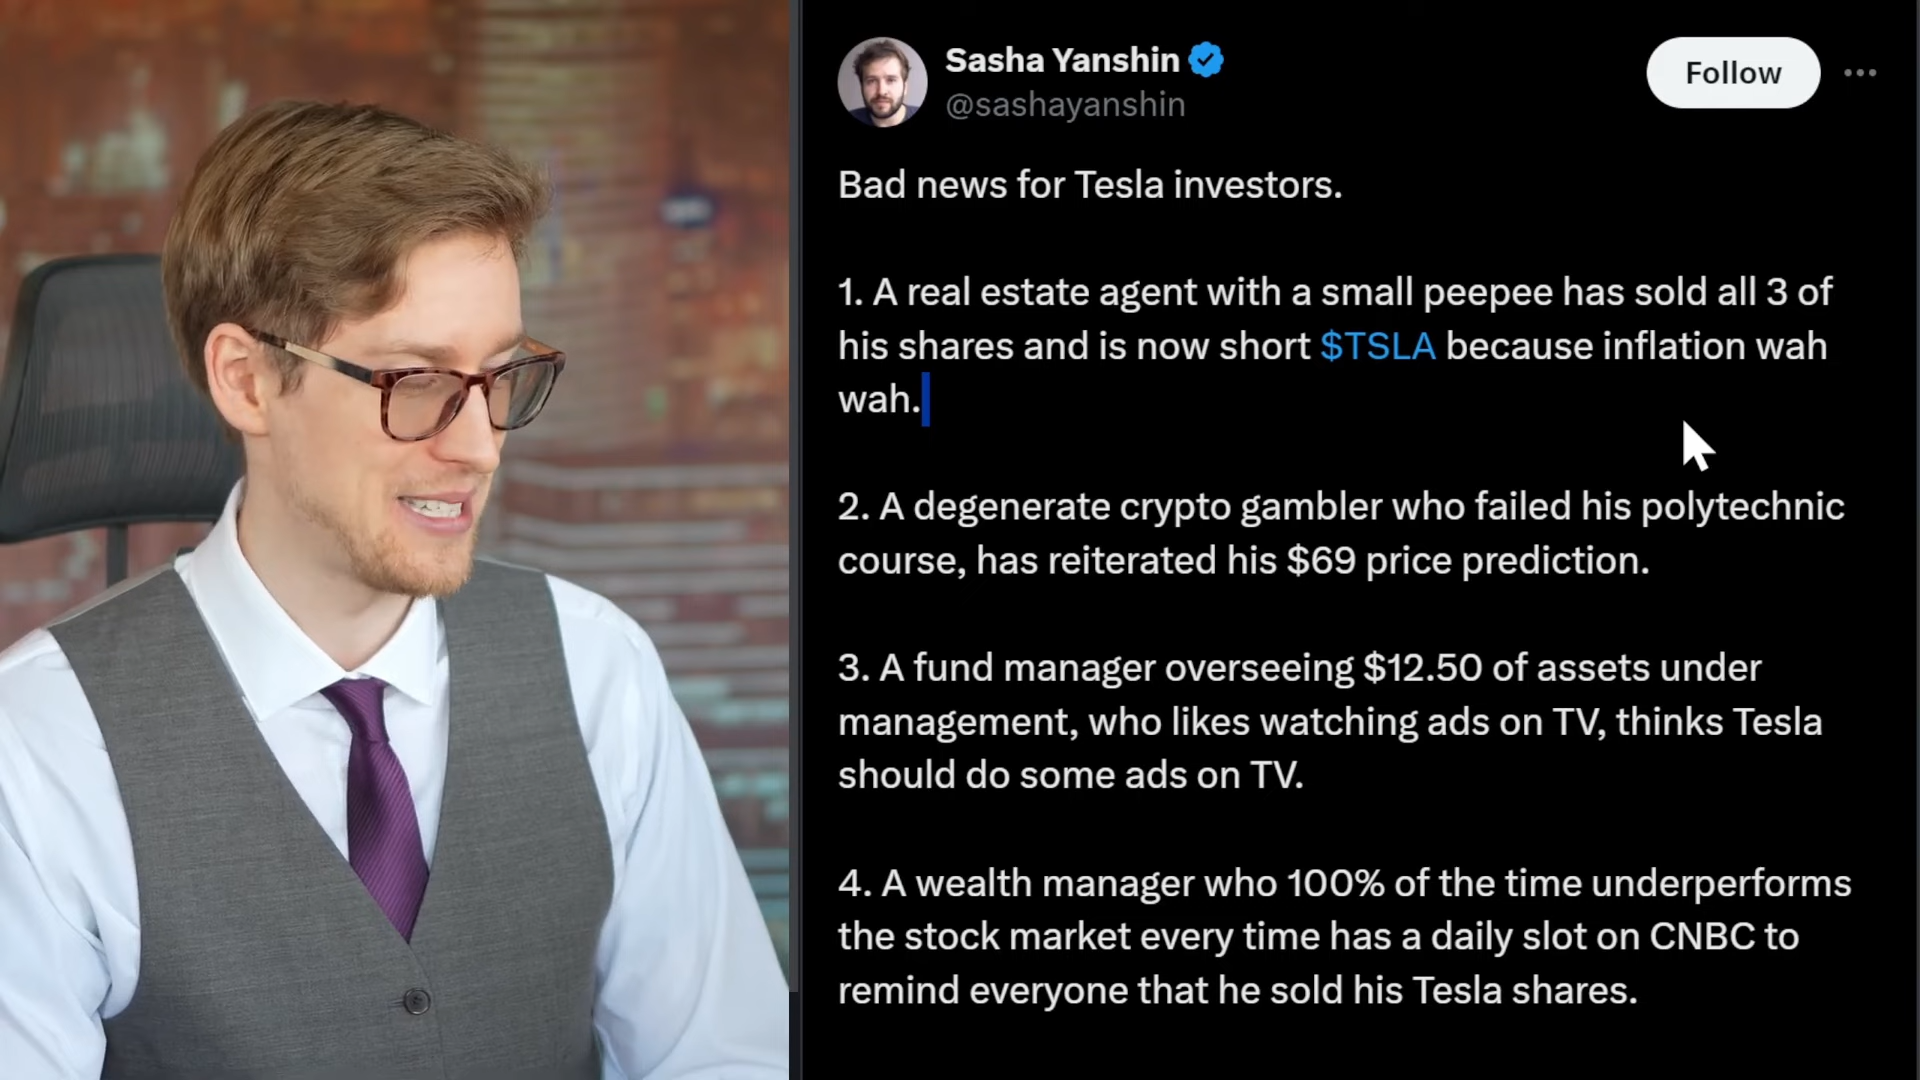 Sasha Yanshin
Follow
@sashayanshin
Bad news for Tesla investors.
1. A real estate agent with a small peepee has sold all 3 of
his shares and is now short $TSLA because inflation wah
wah.
2. A degenerate crypto gambler who failed his polytechnic
course, has reiterated his $69 price prediction.
3. A fund manager overseeing $12.50 of assets under
management, who likes watching ads on TV, thinks Tesla
should do some ads on TV.
4. A wealth manager who 100% of the time underperforms
the stock market every time has a daily slot on CNBC to
remind everyone that he sold his Tesla shares.